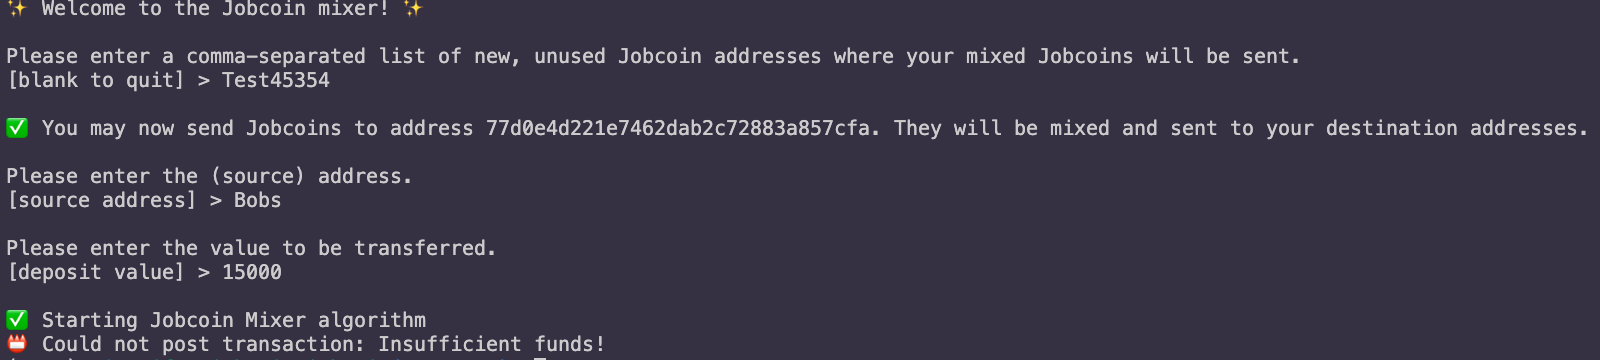 ✨ Welcome to the Jobcoin mixer! ✨
Please enter a comma-separated list of new, unused Jobcoin addresses where your mixed Jobcoins will be sent.
[blank to quit] > Test45354
✅ You may now send Jobcoins to address 77d0e4d221e7462dab2c72883a857cfa. They will be mixed and sent to your destination addresses.
Please enter the (source) address.
[source address] > Bobs
Please enter the value to be transferred.
[deposit value] > 15000
✅ Starting Jobcoin Mixer algorithm
📛 Could not post transaction: Insufficient funds!